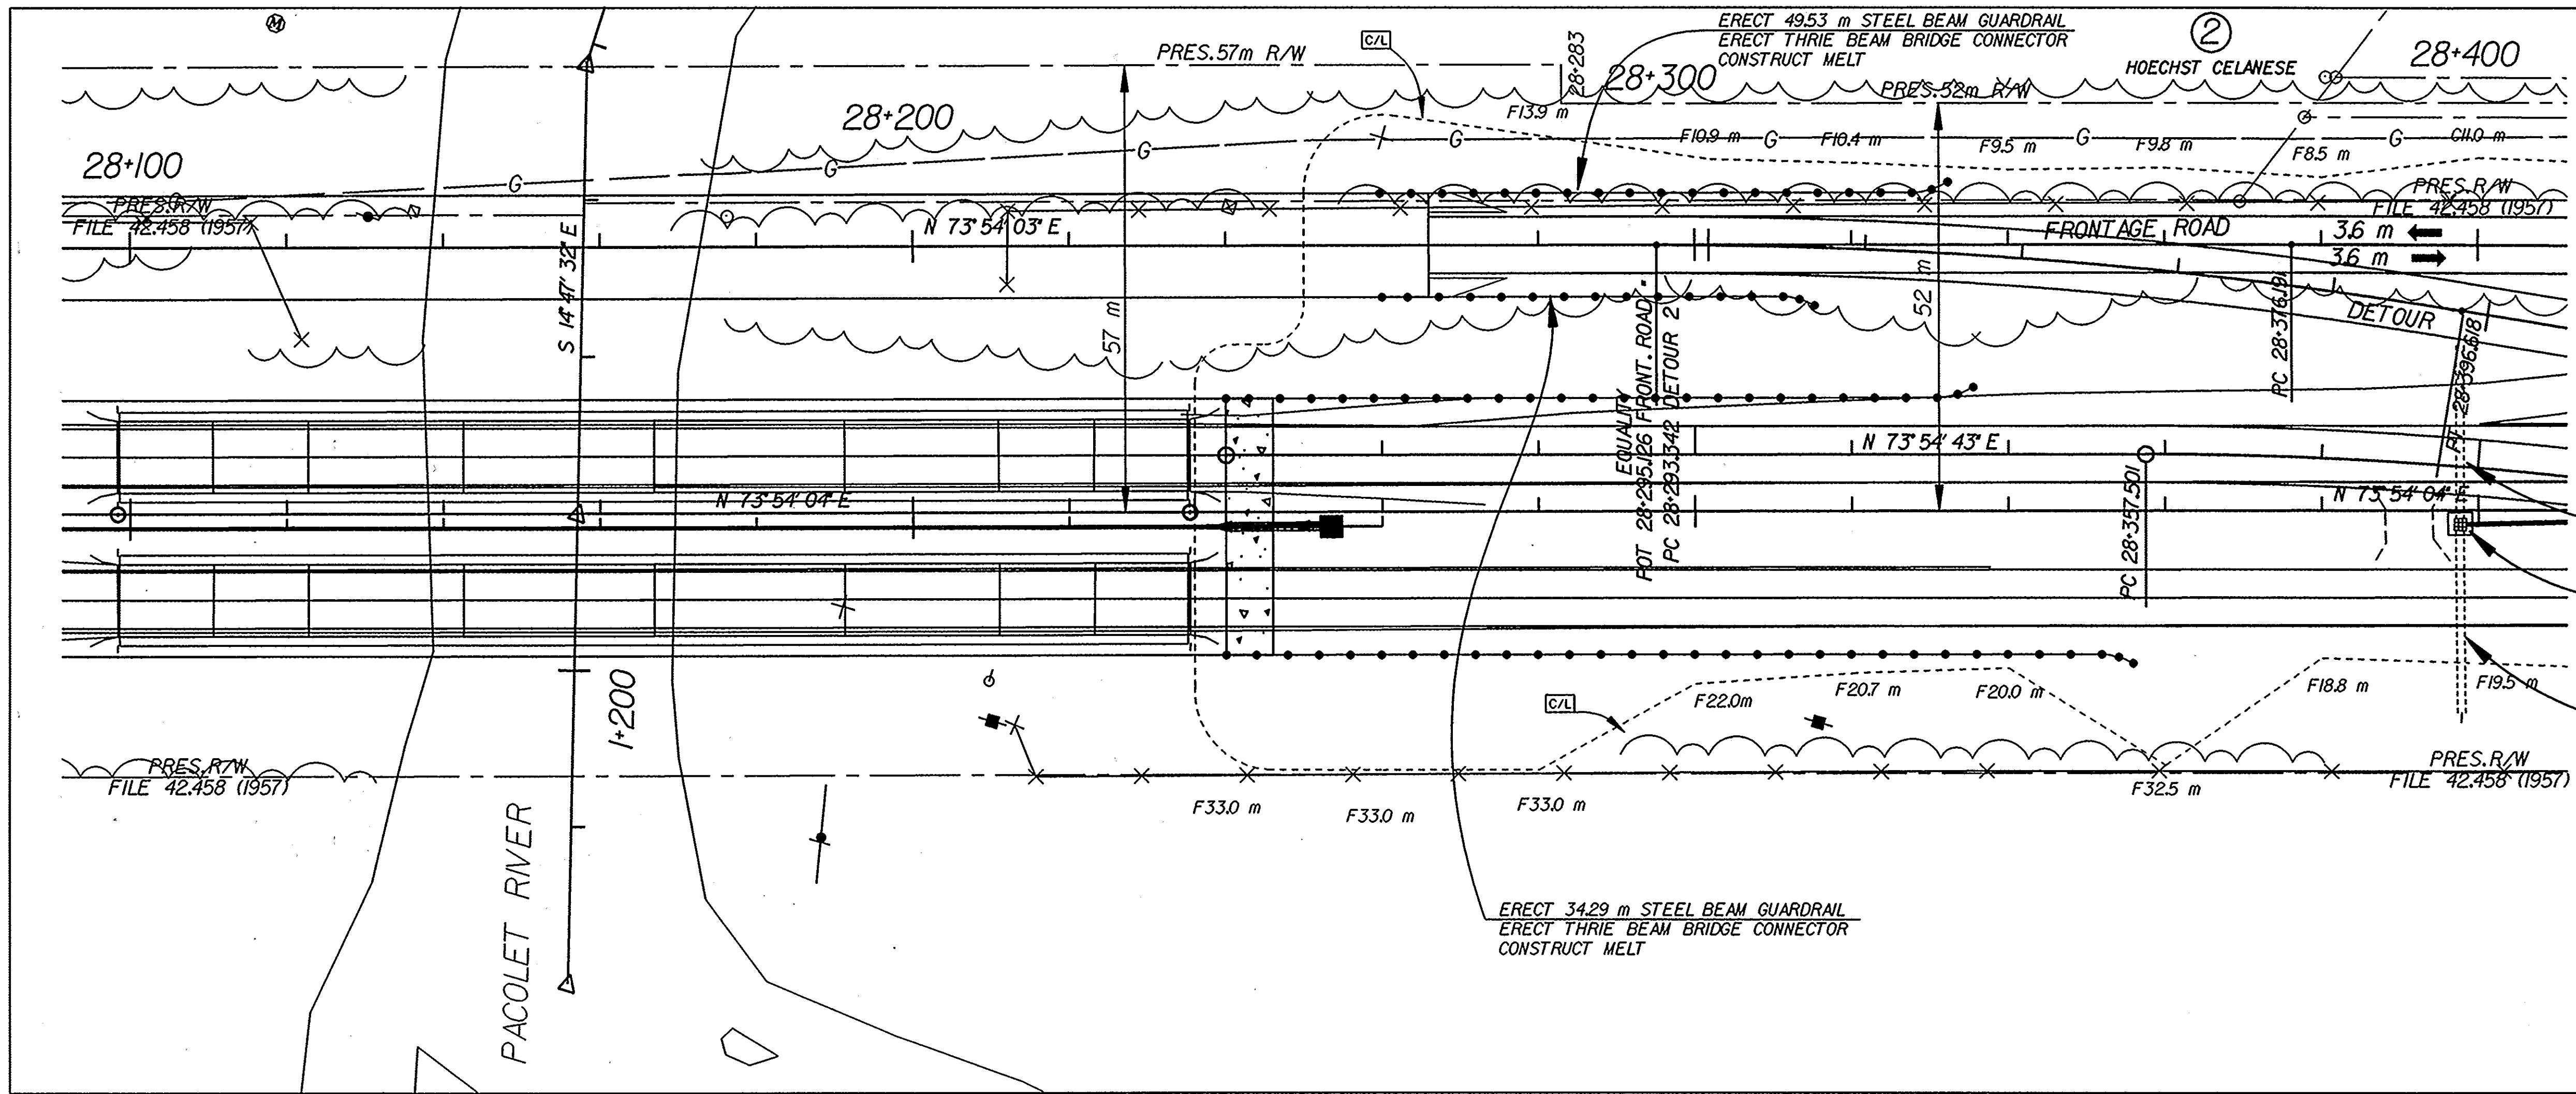 M
ERECT 49.53 m STEEL BEAM GUARDRAIL
ERECT THRIE BEAM BRIDGE CONNECTOR
CONSTRUCT MELT
2
HOECHST CELANESE
28+400
PRES.57m R/W
C/L
28+283
28+300
PRES.52m R/W
28+200
F13.9 m
F10.9 m
G
F10.4 m
F9.5 m
G
F9.8 m
F8.5 m
G
C11.0 m
28+100
G
G
G
G
PRES.R/W
FILE 42.458 (1957)
PRES.R/W
FILE 42.458 (1957)
N 73°54'03" E
FRONTAGE ROAD
3.6 m
3.6 m
S 14°47'32" E
57 m
52 m
DETOUR
EQUALITY
POT 28+295.126 FRONT. ROAD =
PC 28+293.342 DETOUR 2
PC 28+376.191
PI 28+396.618
N 73°54'43" E
N 73°54'04" E
N 73°54'04" E
PC 28+357.501
1+200
C/L
F22.0m
F20.7 m
F20.0 m
F18.8 m
F19.5 m
PRES.R/W
FILE 42.458 (1957)
PRES.R/W
FILE 42.458 (1957)
F33.0 m
F33.0 m
F33.0 m
F32.5 m
PACOLET RIVER
ERECT 34.29 m STEEL BEAM GUARDRAIL
ERECT THRIE BEAM BRIDGE CONNECTOR
CONSTRUCT MELT